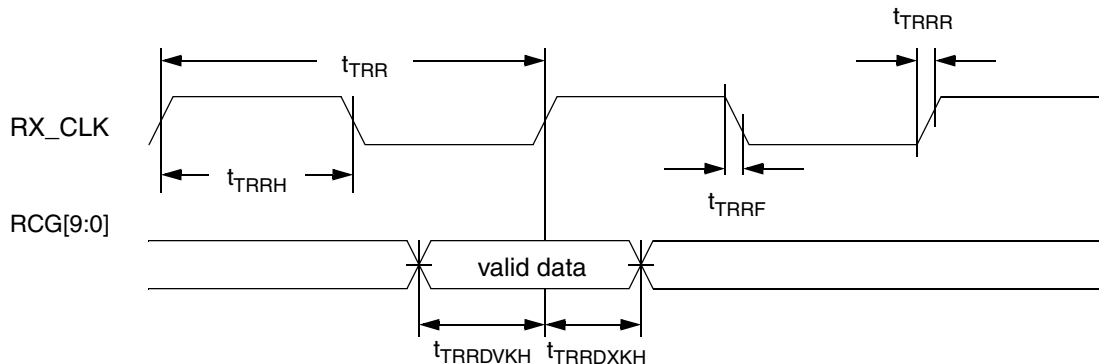 tTRRR
tTRR
RX_CLK
tTRRH
tTRRF
RCG[9:0]
valid data
tTRRDVKH tTRRDXKH